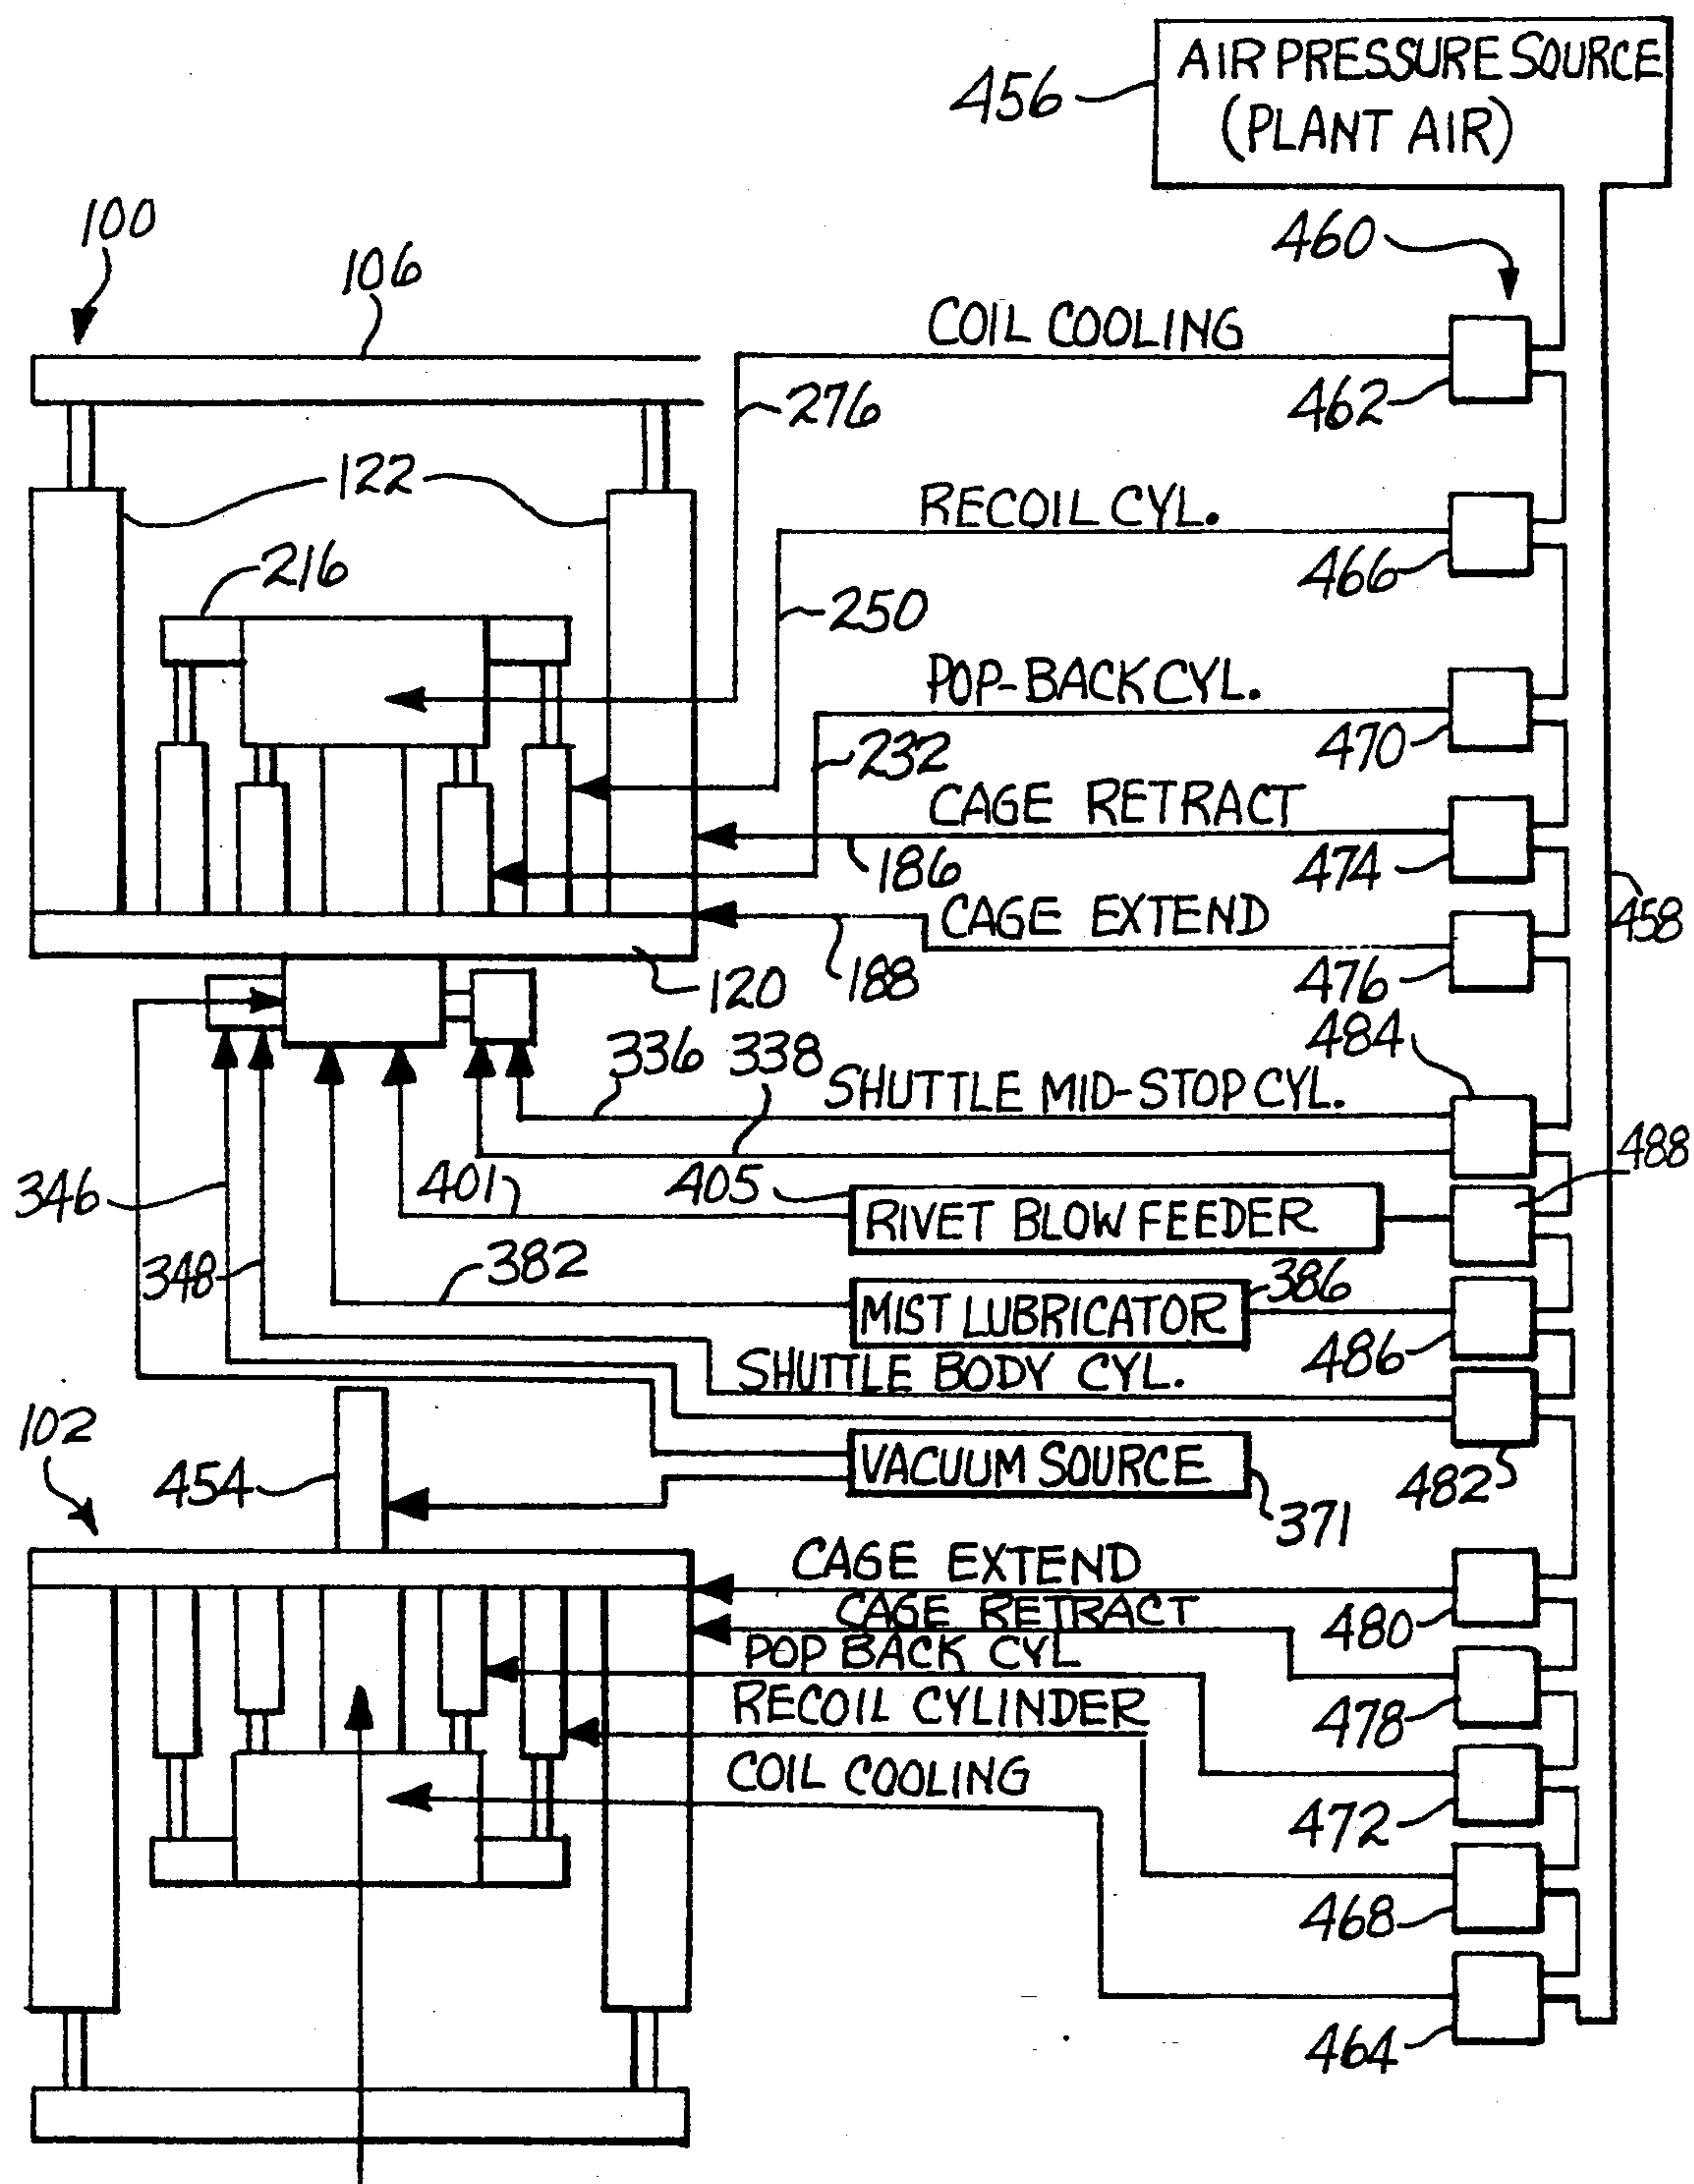 AIR PRESSURE SOURCE
(PLANT AIR)
456
100
106
460
COIL COOLING
276
462
122
RECOIL CYL.
216
466
250
POP-BACK CYL.
232
470
CAGE RETRACT
186
474
458
CAGE EXTEND
188
476
120
484
336 338
SHUTTLE MID-STOP CYL.
488
346
401
405
RIVET BLOW FEEDER
348
382
386
MIST LUBRICATOR
486
SHUTTLE BODY CYL.
102
454
VACUUM SOURCE
482
371
CAGE EXTEND
CAGE RETRACT
480
POP BACK CYL
RECOIL CYLINDER
478
COIL COOLING
472
468
464